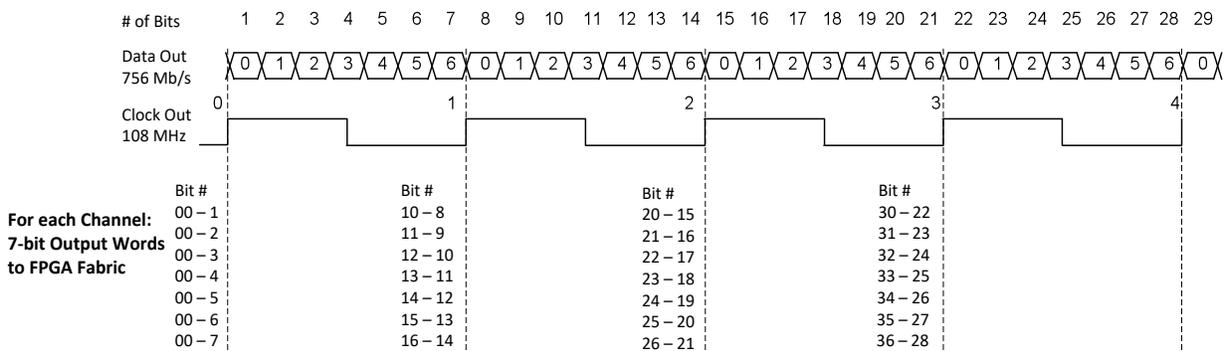 # of Bits 1 2 3 4 5 6 7 8 9 10 11 12 13 14 15 16 17 18 19 20 21 22 23 24 25 26 27 28 29
Data Out 0 1 2 3 4 5 6 0 1 2 3 4 5 6 0 1 2 3 4 5 6 0 1 2 3 4 5 6 0
756 Mb/s
0 1 2 3 4
Clock Out
108 MHz
For each Channel:
7-bit Output Words
to FPGA Fabric
Bit #
00 – 1
00 – 2
00 – 3
00 – 4
00 – 5
00 – 6
00 – 7
Bit #
10 – 8
11 – 9
12 – 10
13 – 11
14 – 12
15 – 13
16 – 14
Bit #
20 – 15
21 – 16
22 – 17
23 – 18
24 – 19
25 – 20
26 – 21
Bit #
30 – 22
31 – 23
32 – 24
33 – 25
34 – 26
35 – 27
36 – 28